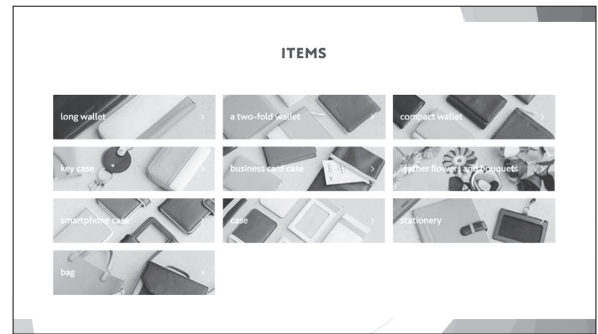 ITEMS
long wallet
a two-fold wallet
compact wallet
key case
business card case
leather flowers and bouquets
smartphone case
case
stationery
bag